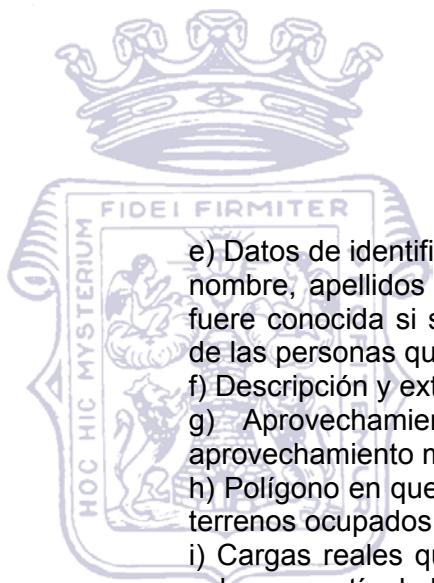 FIDEI FIRMITER
HOC HIC MYSTERIUM
e) Datos de identifi
nombre, apellidos
fuere conocida si s
de las personas qu
f) Descripción y ext
g) Aprovechamien
aprovechamiento m
h) Polígono en que
terrenos ocupados
i) Cargas reales qu